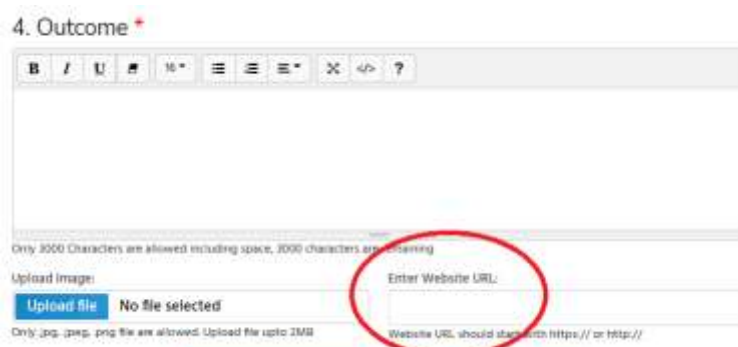 4. Outcome *
B I U 16 </> ?
Only 3000 Characters are allowed including space, 3000 characters are remaining
Upload Image: Enter Website URL:
Upload file No file selected
Only .jpg, .jpeg, .png file are allowed. Upload file upto 2MB Website URL should start with https:// or http://